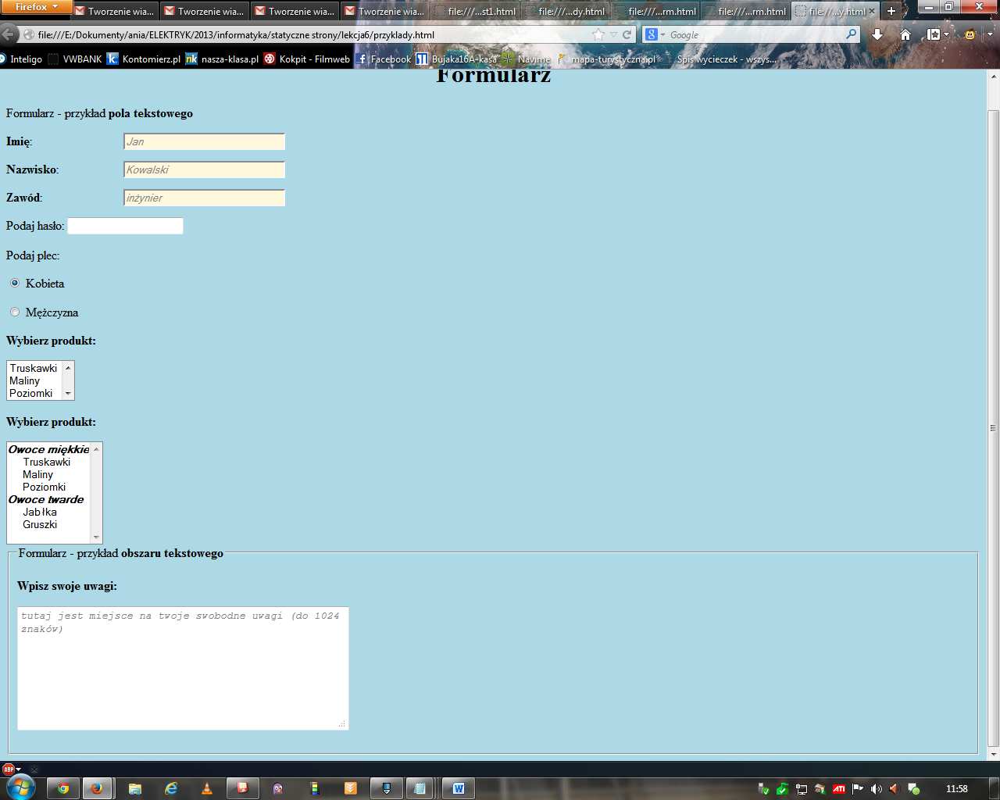 Firefox
Tworzenie wia... Tworzenie wia... Tworzenie wia... Tworzenie wia... file:///...st1.html file:///...dy.html file:///...rm.html file:///...rm.html file://...y.html
file:///E:/Dokumenty/ania/ELEKTRYK/2013/informatyka/statyczne strony/lekcja6/przyklady.html
Google
Inteligo VWBANK Kontomierz.pl nasza-klasa.pl Kokpit - Filmweb Facebook Bujaka16A-kasa Navime mapa-turystyczna.pl Spis wycieczek - wszys...
Formularz
Formularz - przykład pola tekstowego
Imię: Jan
Nazwisko: Kowalski
Zawód: inżynier
Podaj hasło:
Podaj plec:
Kobieta
Mężczyzna
Wybierz produkt:
Truskawki
Maliny
Poziomki
Wybierz produkt:
Owoce miękkie
Truskawki
Maliny
Poziomki
Owoce twarde
Jabłka
Gruszki
Formularz - przykład obszaru tekstowego
Wpisz swoje uwagi:
tutaj jest miejsce na twoje swobodne uwagi (do 1024
znaków)
ABP
ATI
11:58